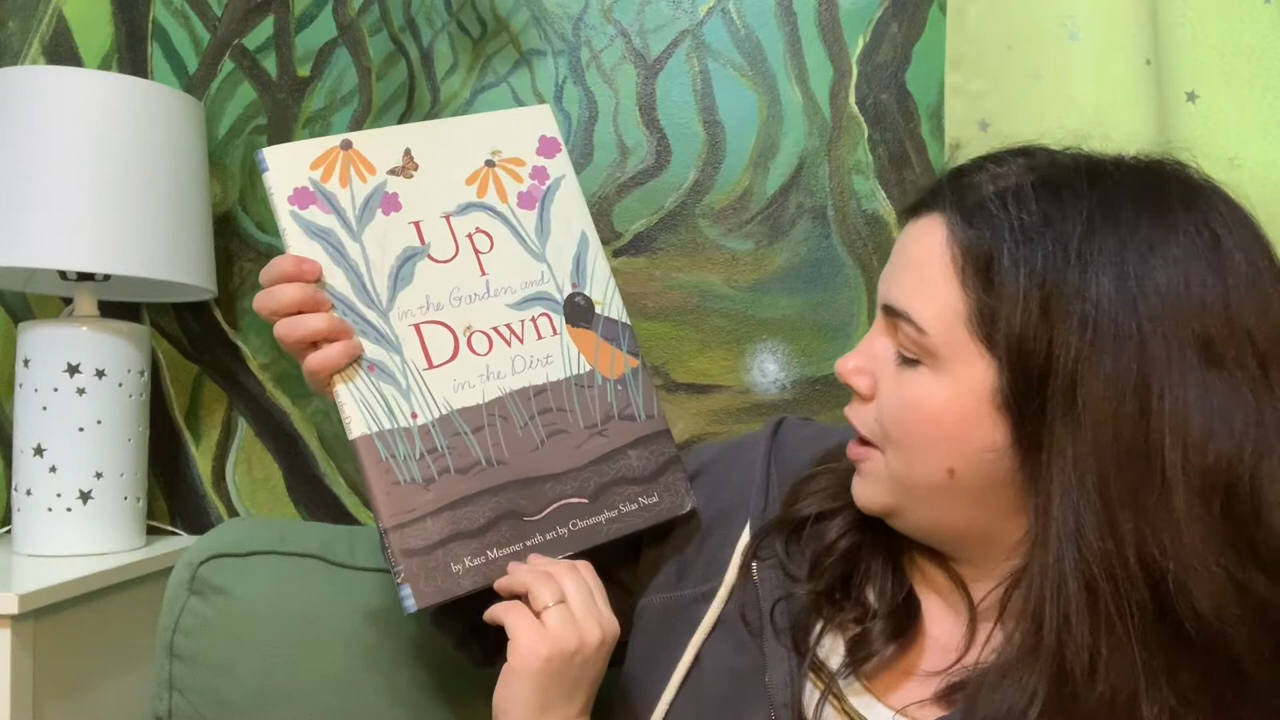 Up
in the Garden and
Down
in the Dirt
by Kate Messner with art by Christopher Silas Neal